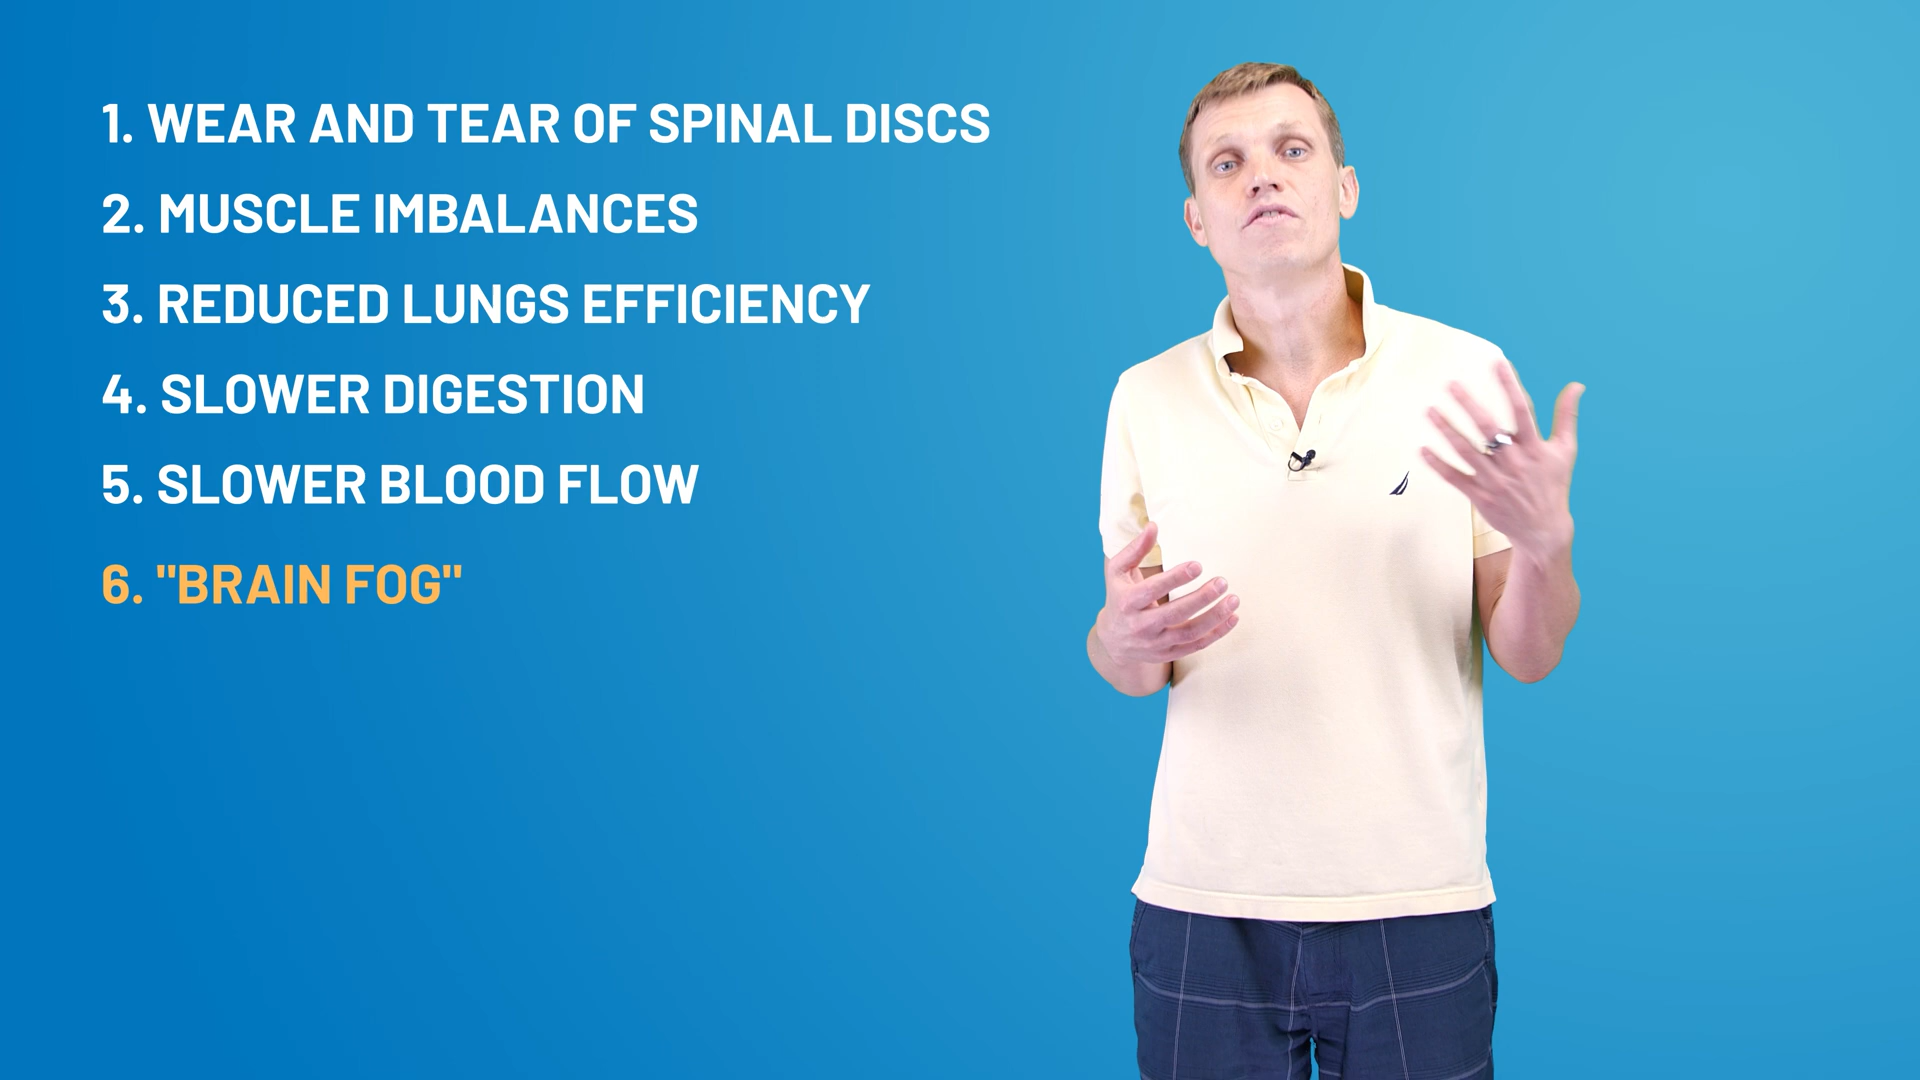 1. WEAR AND TEAR OF SPINAL DISCS
2. MUSCLE IMBALANCES
3. REDUCED LUNGS EFFICIENCY
4. SLOWER DIGESTION
5. SLOWER BLOOD FLOW
6. "BRAIN FOG"